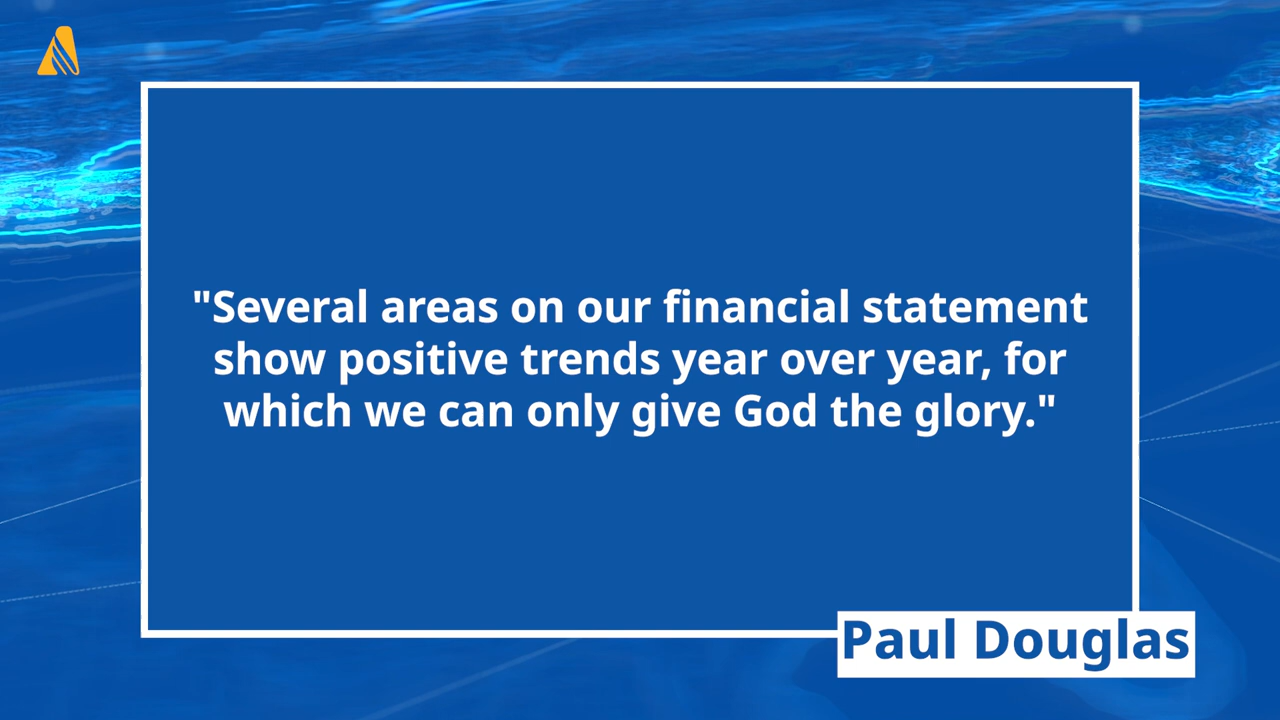 "Several areas on our financial statement
show positive trends year over year, for
which we can only give God the glory."
Paul Douglas